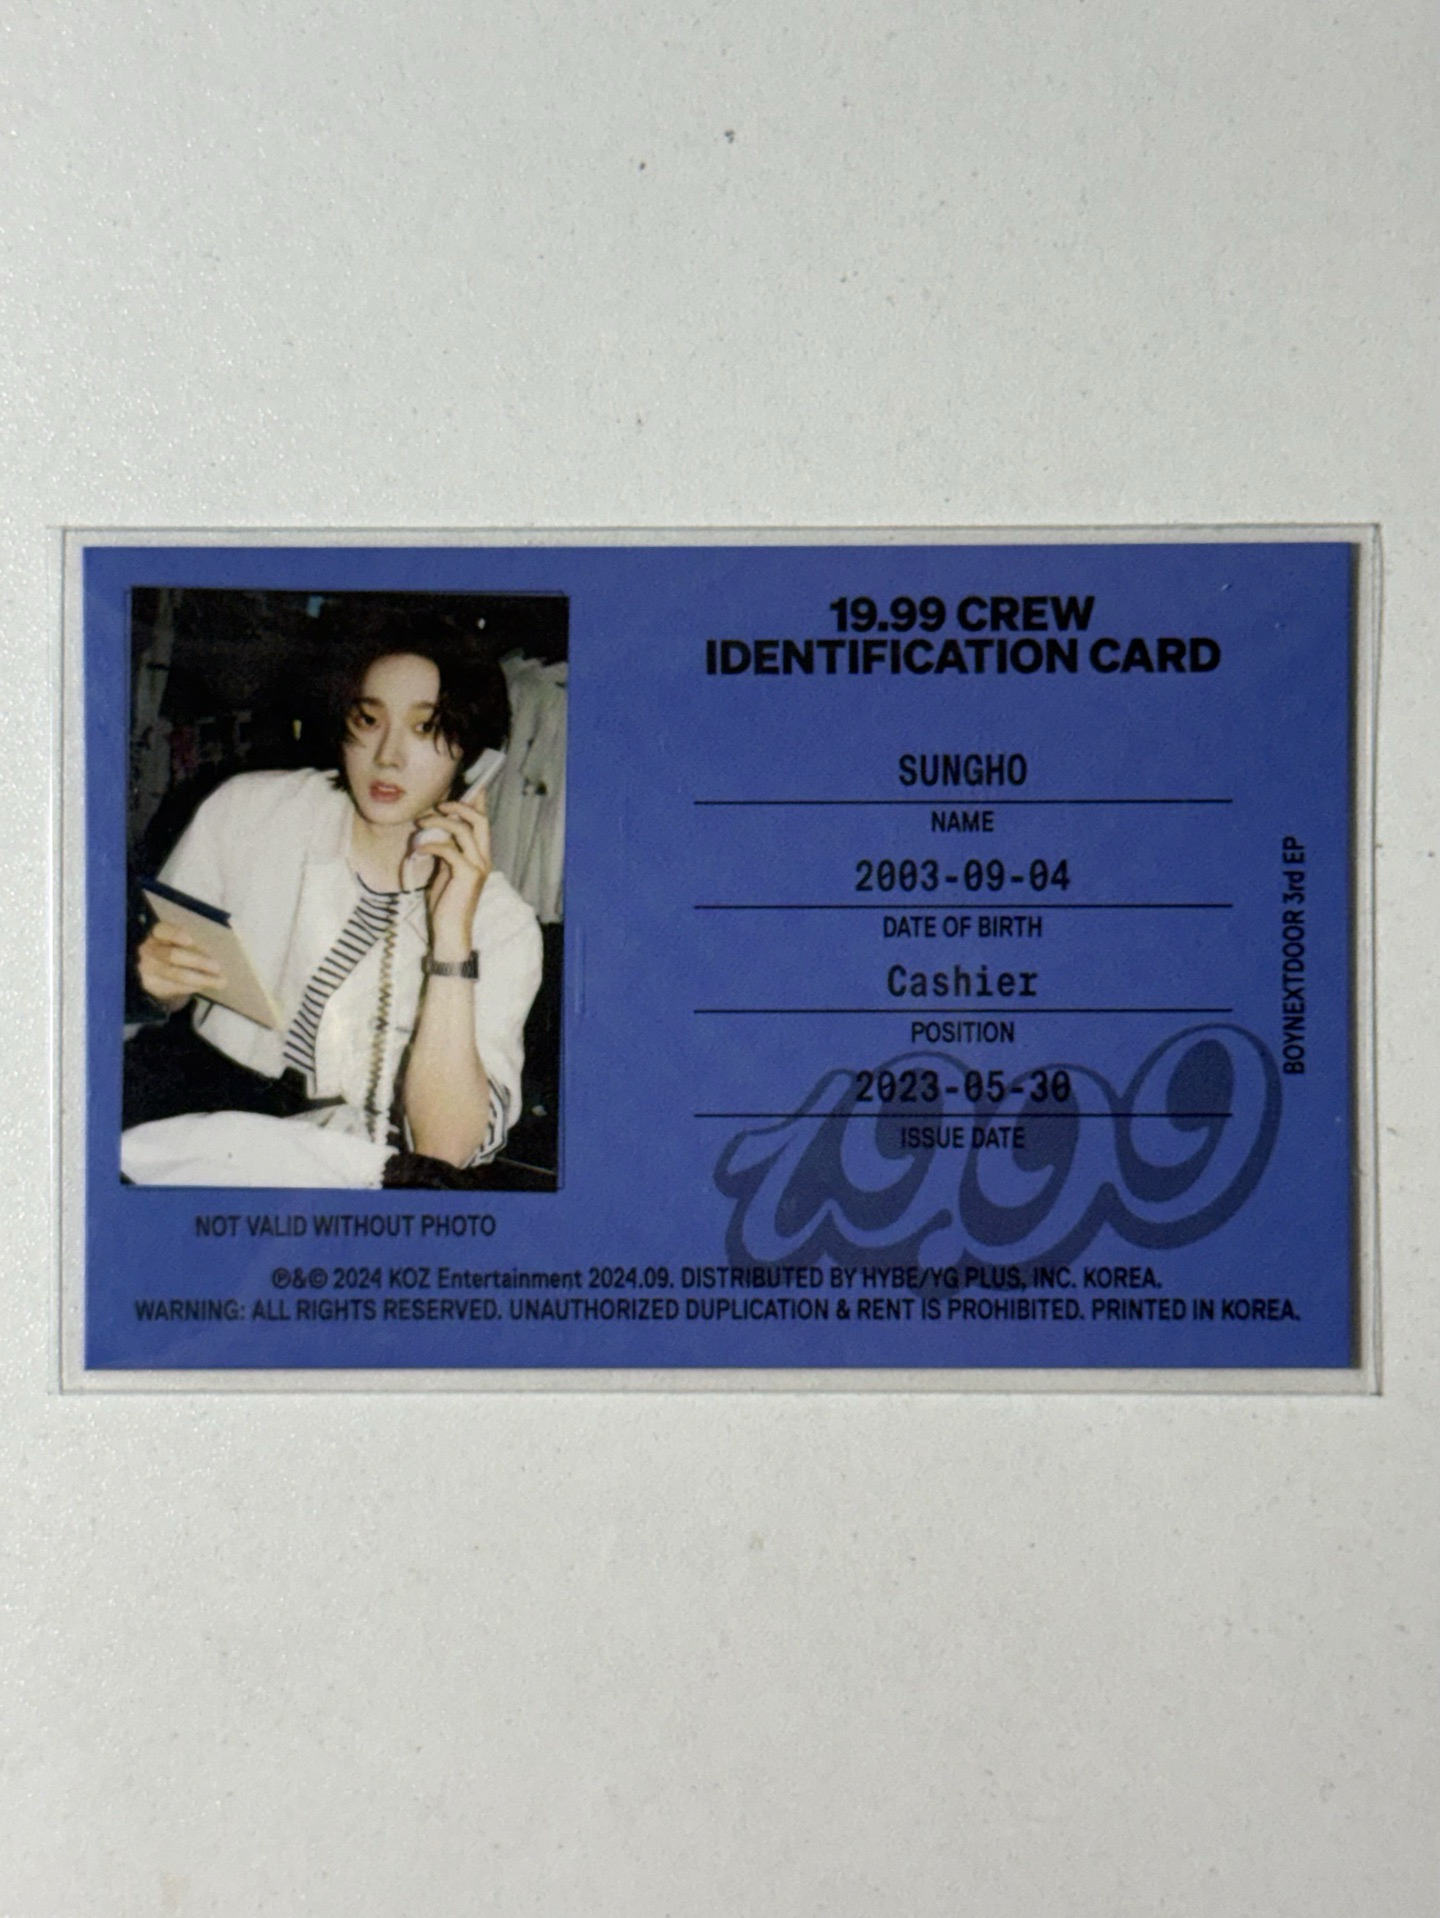 19.99 CREW
IDENTIFICATION CARD
SUNGHO
NAME
2003-09-04
DATE OF BIRTH
Cashier
POSITION
2023-05-30
ISSUE DATE
19.99
BOYNEXTDOOR 3rd EP
NOT VALID WITHOUT PHOTO
℗&© 2024 KOZ Entertainment 2024.09. DISTRIBUTED BY HYBE/YG PLUS, INC. KOREA.
WARNING: ALL RIGHTS RESERVED. UNAUTHORIZED DUPLICATION & RENT IS PROHIBITED. PRINTED IN KOREA.